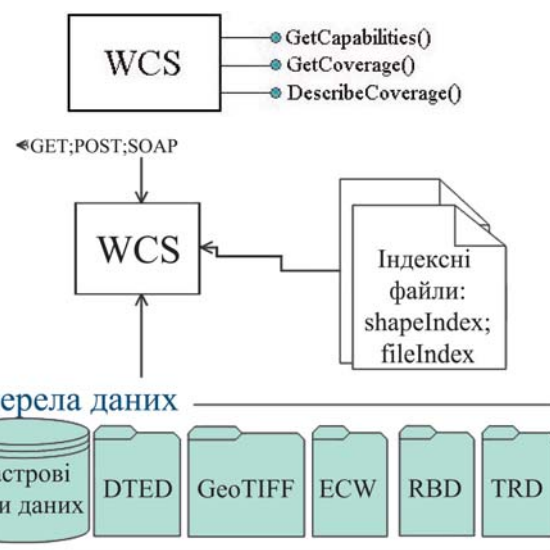 WCS
GetCapabilities()
GetCoverage()
DescribeCoverage()
GET;POST;SOAP
WCS
Індексні
файли:
shapeIndex;
fileIndex
ерела даних
астрові
и даних
DTED
GeoTIFF
ECW
RBD
TRD